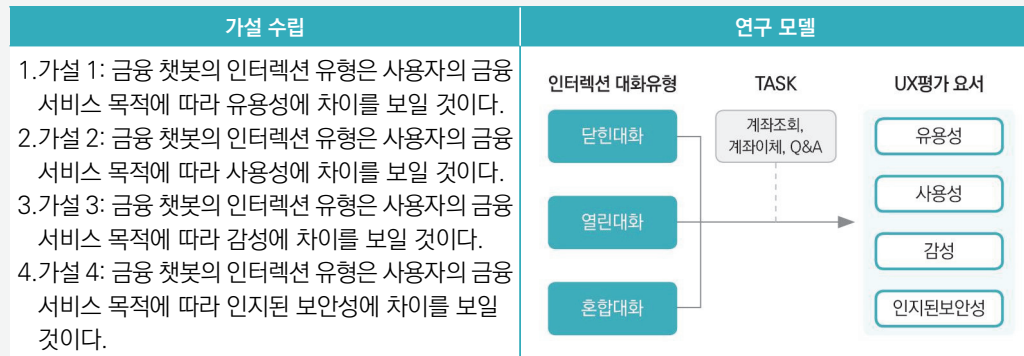 가설 수립
연구 모델
1.가설 1: 금융 챗봇의 인터렉션 유형은 사용자의 금융
서비스 목적에 따라 유용성에 차이를 보일 것이다.
2.가설 2: 금융 챗봇의 인터렉션 유형은 사용자의 금융
서비스 목적에 따라 사용성에 차이를 보일 것이다.
3.가설 3: 금융 챗봇의 인터렉션 유형은 사용자의 금융
서비스 목적에 따라 감성에 차이를 보일 것이다.
4.가설 4: 금융 챗봇의 인터렉션 유형은 사용자의 금융
서비스 목적에 따라 인지된 보안성에 차이를 보일
것이다.
인터렉션 대화유형
TASK
UX평가 요서
닫힌대화
열린대화
혼합대화
계좌조회,
계좌이체, Q&A
유용성
사용성
감성
인지된보안성